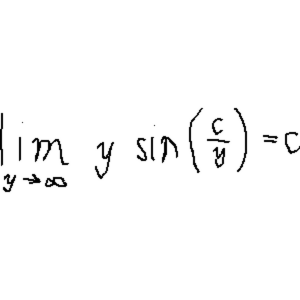 lim y→∞ y sin(c/y) = c